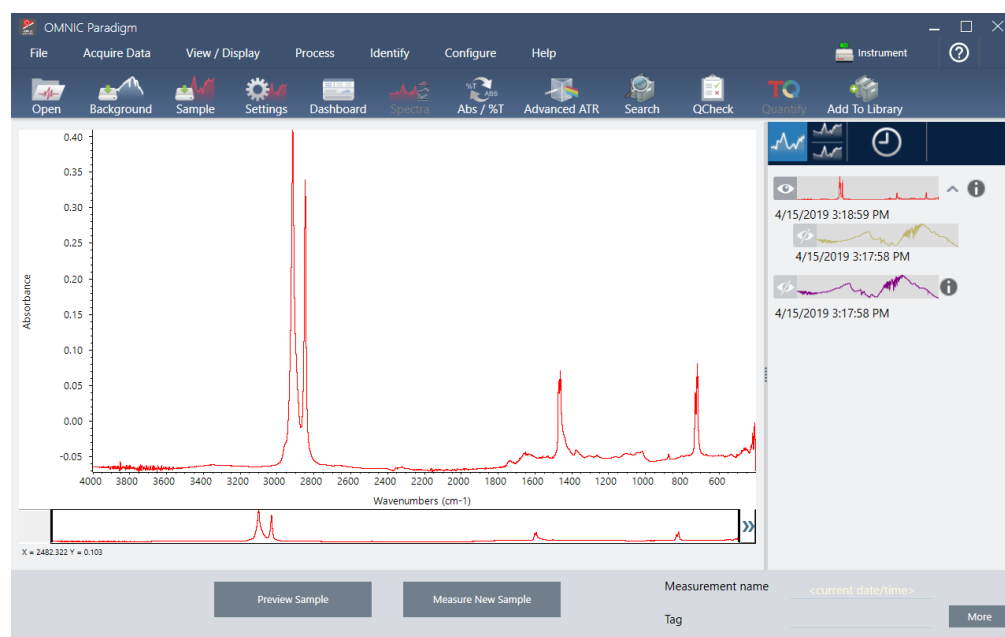 OMNIC Paradigm
File Acquire Data View / Display Process Identify Configure Help Instrument ?
%T ABS TQ
Open Background Sample Settings Dashboard Spectra Abs / %T Advanced ATR Search QCheck Quantify Add To Library
0.40
0.35
0.30
0.25
0.20
0.15
0.10
0.05
0.00
-0.05
Absorbance
4000 3800 3600 3400 3200 3000 2800 2600 2400 2200 2000 1800 1600 1400 1200 1000 800 600
Wavenumbers (cm-1)
X = 2482.322 Y = 0.103
4/15/2019 3:18:59 PM
4/15/2019 3:17:58 PM
4/15/2019 3:17:58 PM
Preview Sample
Measure New Sample
Measurement name <current date/time>
Tag
More